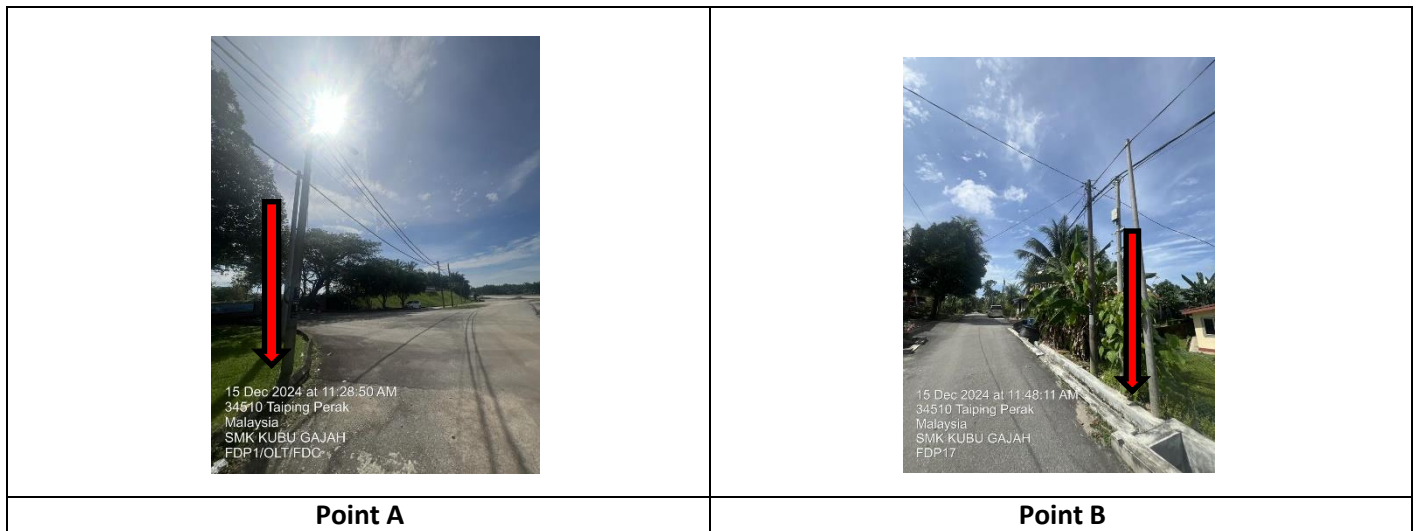 15 Dec 2024 at 11:28:50 AM
34510 Taiping Perak
Malaysia
SMK KUBU GAJAH
FDP1/OLT/FDC
Point A
15 Dec 2024 at 11:48:11 AM
34510 Taiping Perak
Malaysia
SMK KUBU GAJAH
FDP17
Point B